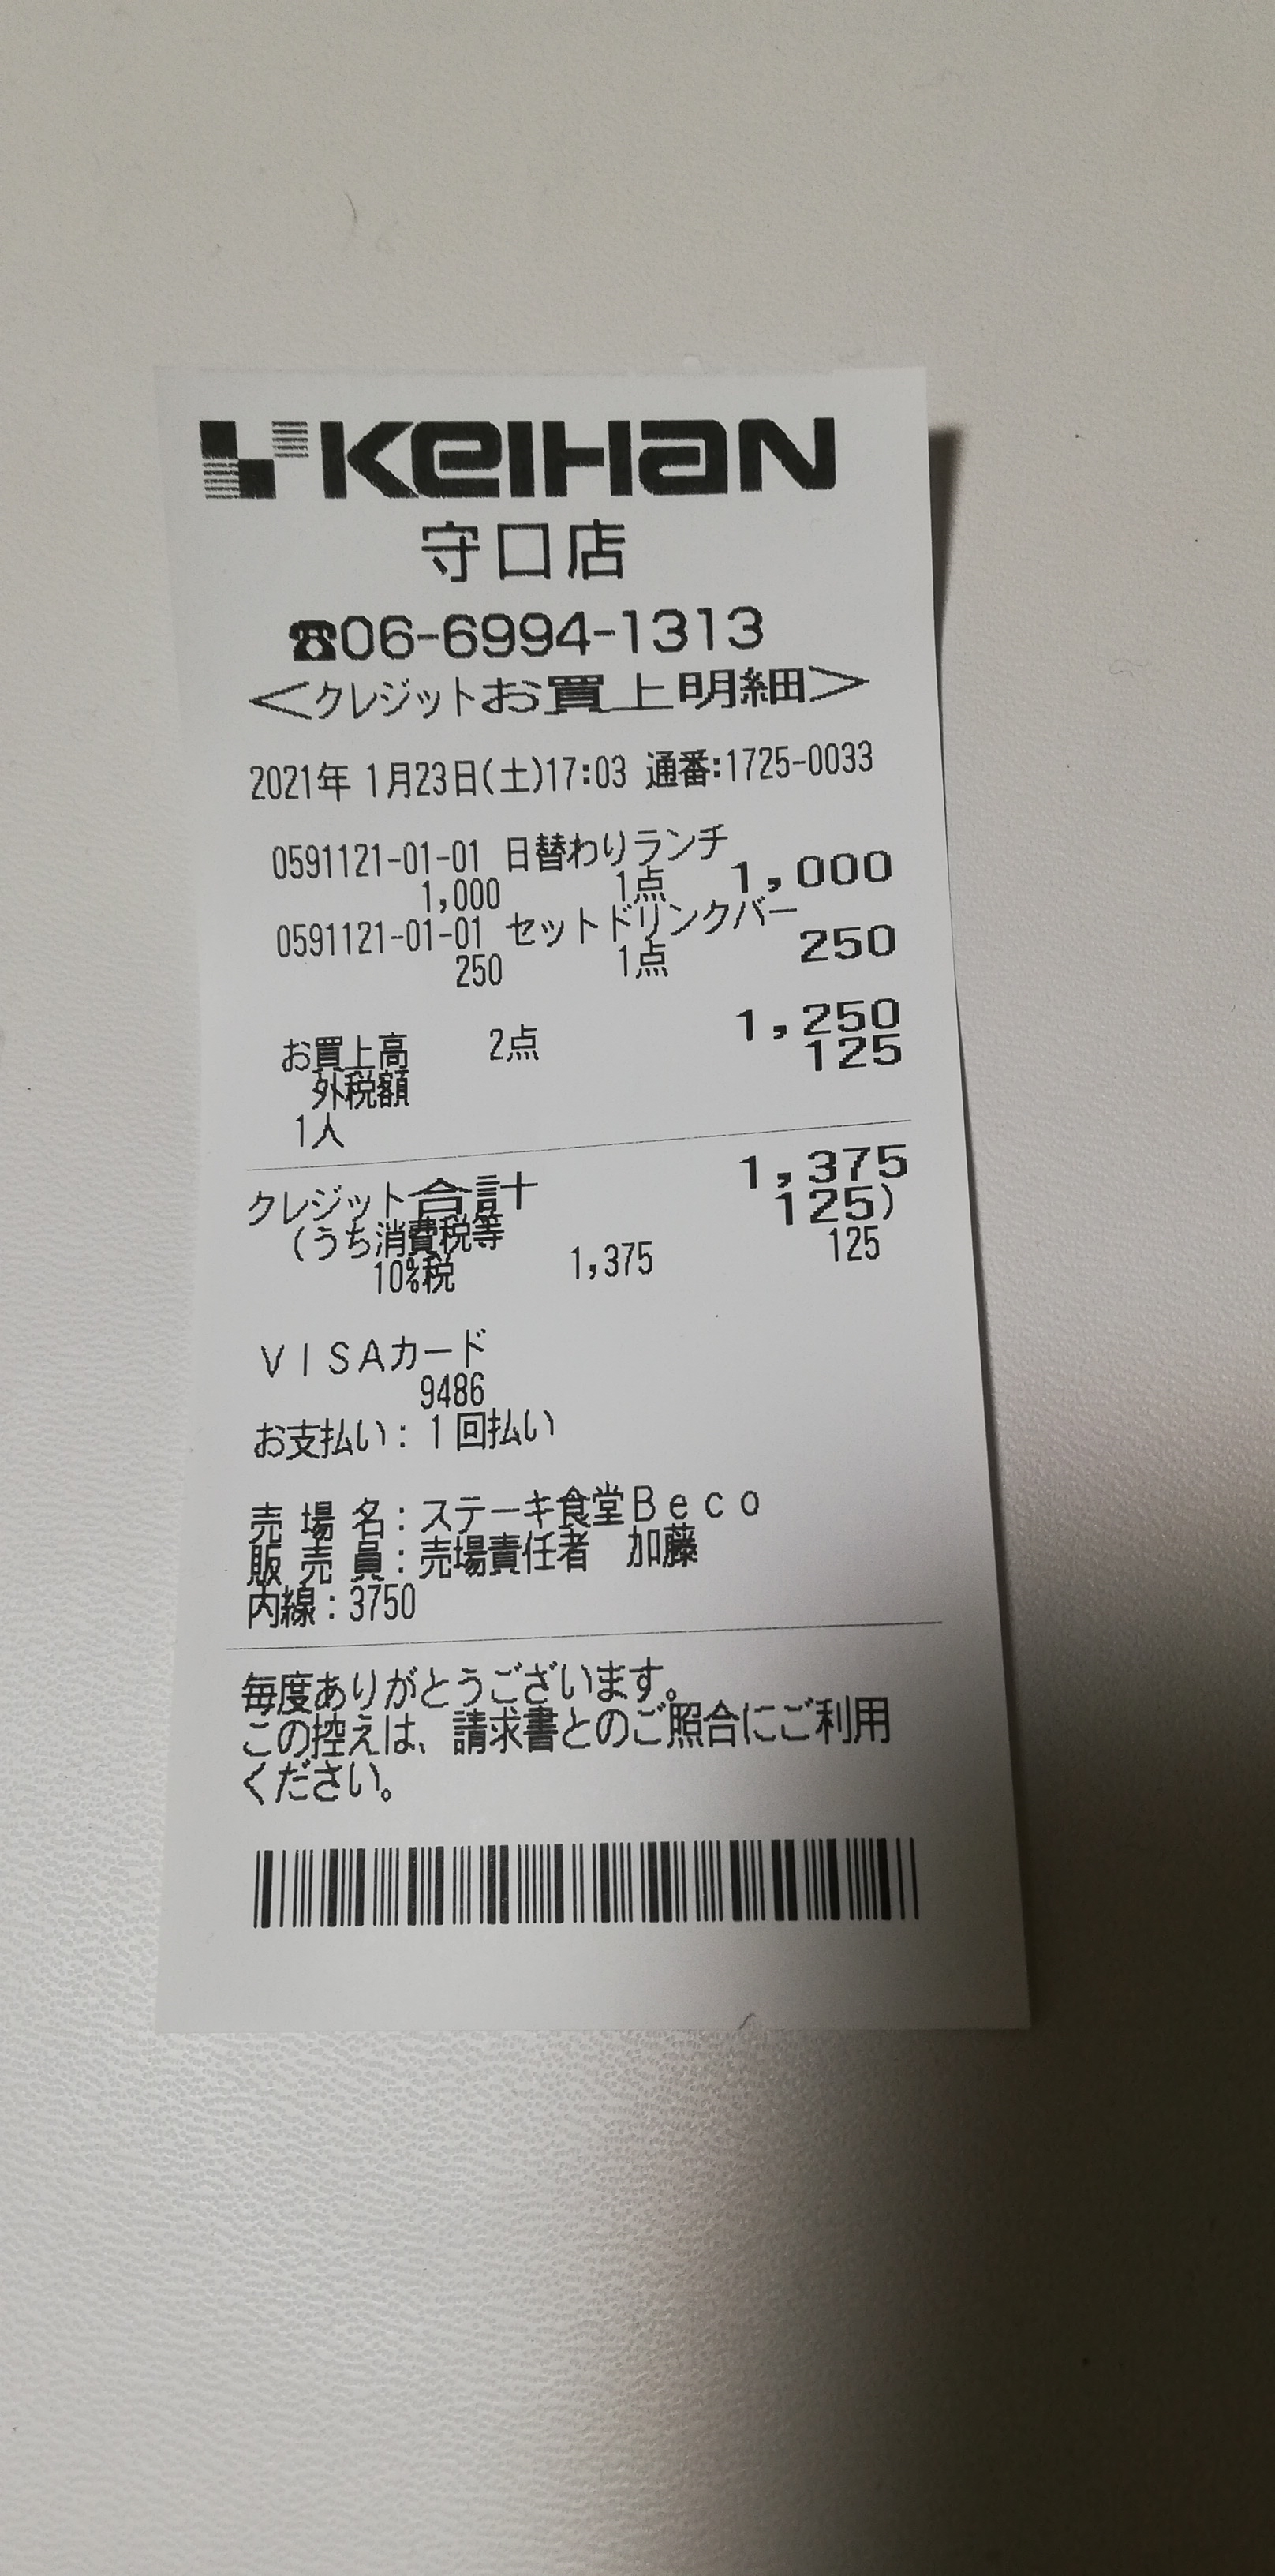 KEIHAN
守口店
☎06-6994-1313
＜クレジットお買上明細＞
2021年 1月23日(土)17:03 通番:1725-0033
0591121-01-01 日替わりランチ
1,000 1点 1,000
0591121-01-01 セットドリンクバー
250 1点 250
お買上高 2点 1,250
外税額 125
1人
クレジット合計 1,375
(うち消費税等 125)
10%税 1,375 125
ＶＩＳＡカード
9486
お支払い：１回払い
売 場 名：ステーキ食堂Ｂｅｃｏ
販 売 員：売場責任者 加藤
内線：3750
毎度ありがとうございます。
この控えは、請求書とのご照合にご利用
ください。